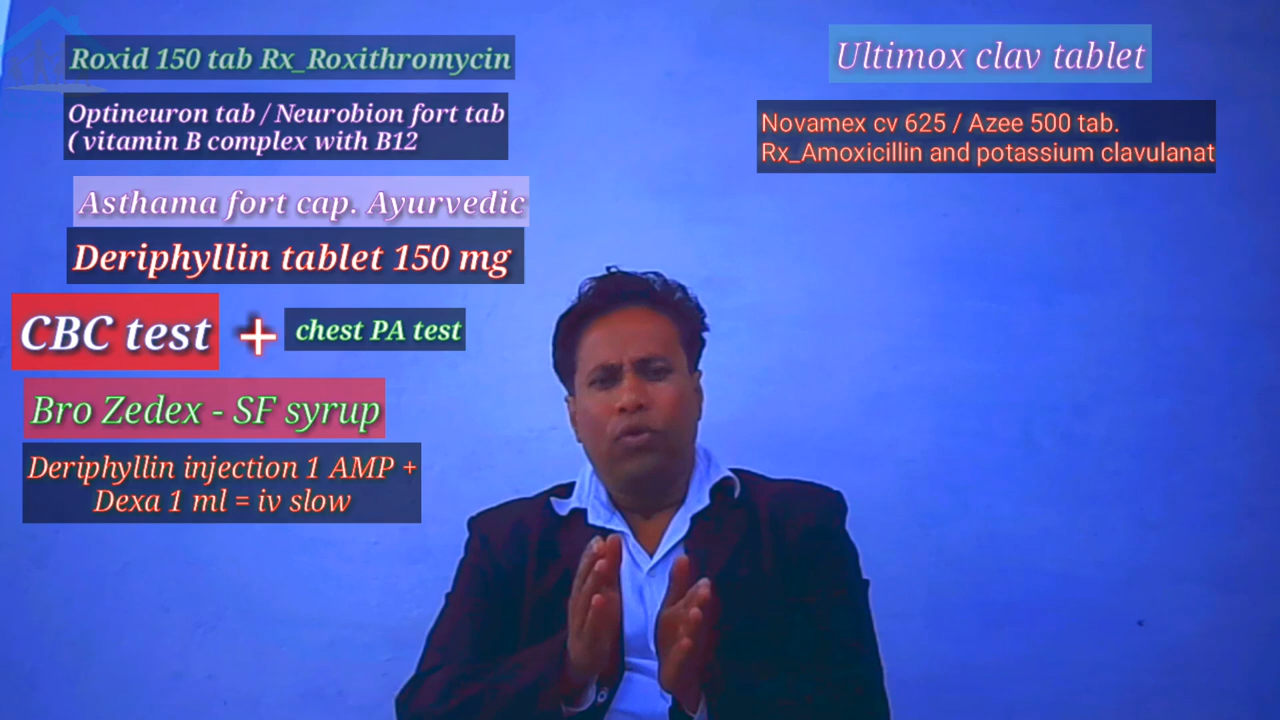 Roxid 150 tab Rx_Roxithromycin
Optineuron tab / Neurobion fort tab
( vitamin B complex with B12
Asthama fort cap. Ayurvedic
Deriphyllin tablet 150 mg
CBC test + chest PA test
Bro Zedex - SF syrup
Deriphyllin injection 1 AMP +
Dexa 1 ml = iv slow
Ultimox clav tablet
Novamex cv 625 / Azee 500 tab.
Rx_Amoxicillin and potassium clavulanat